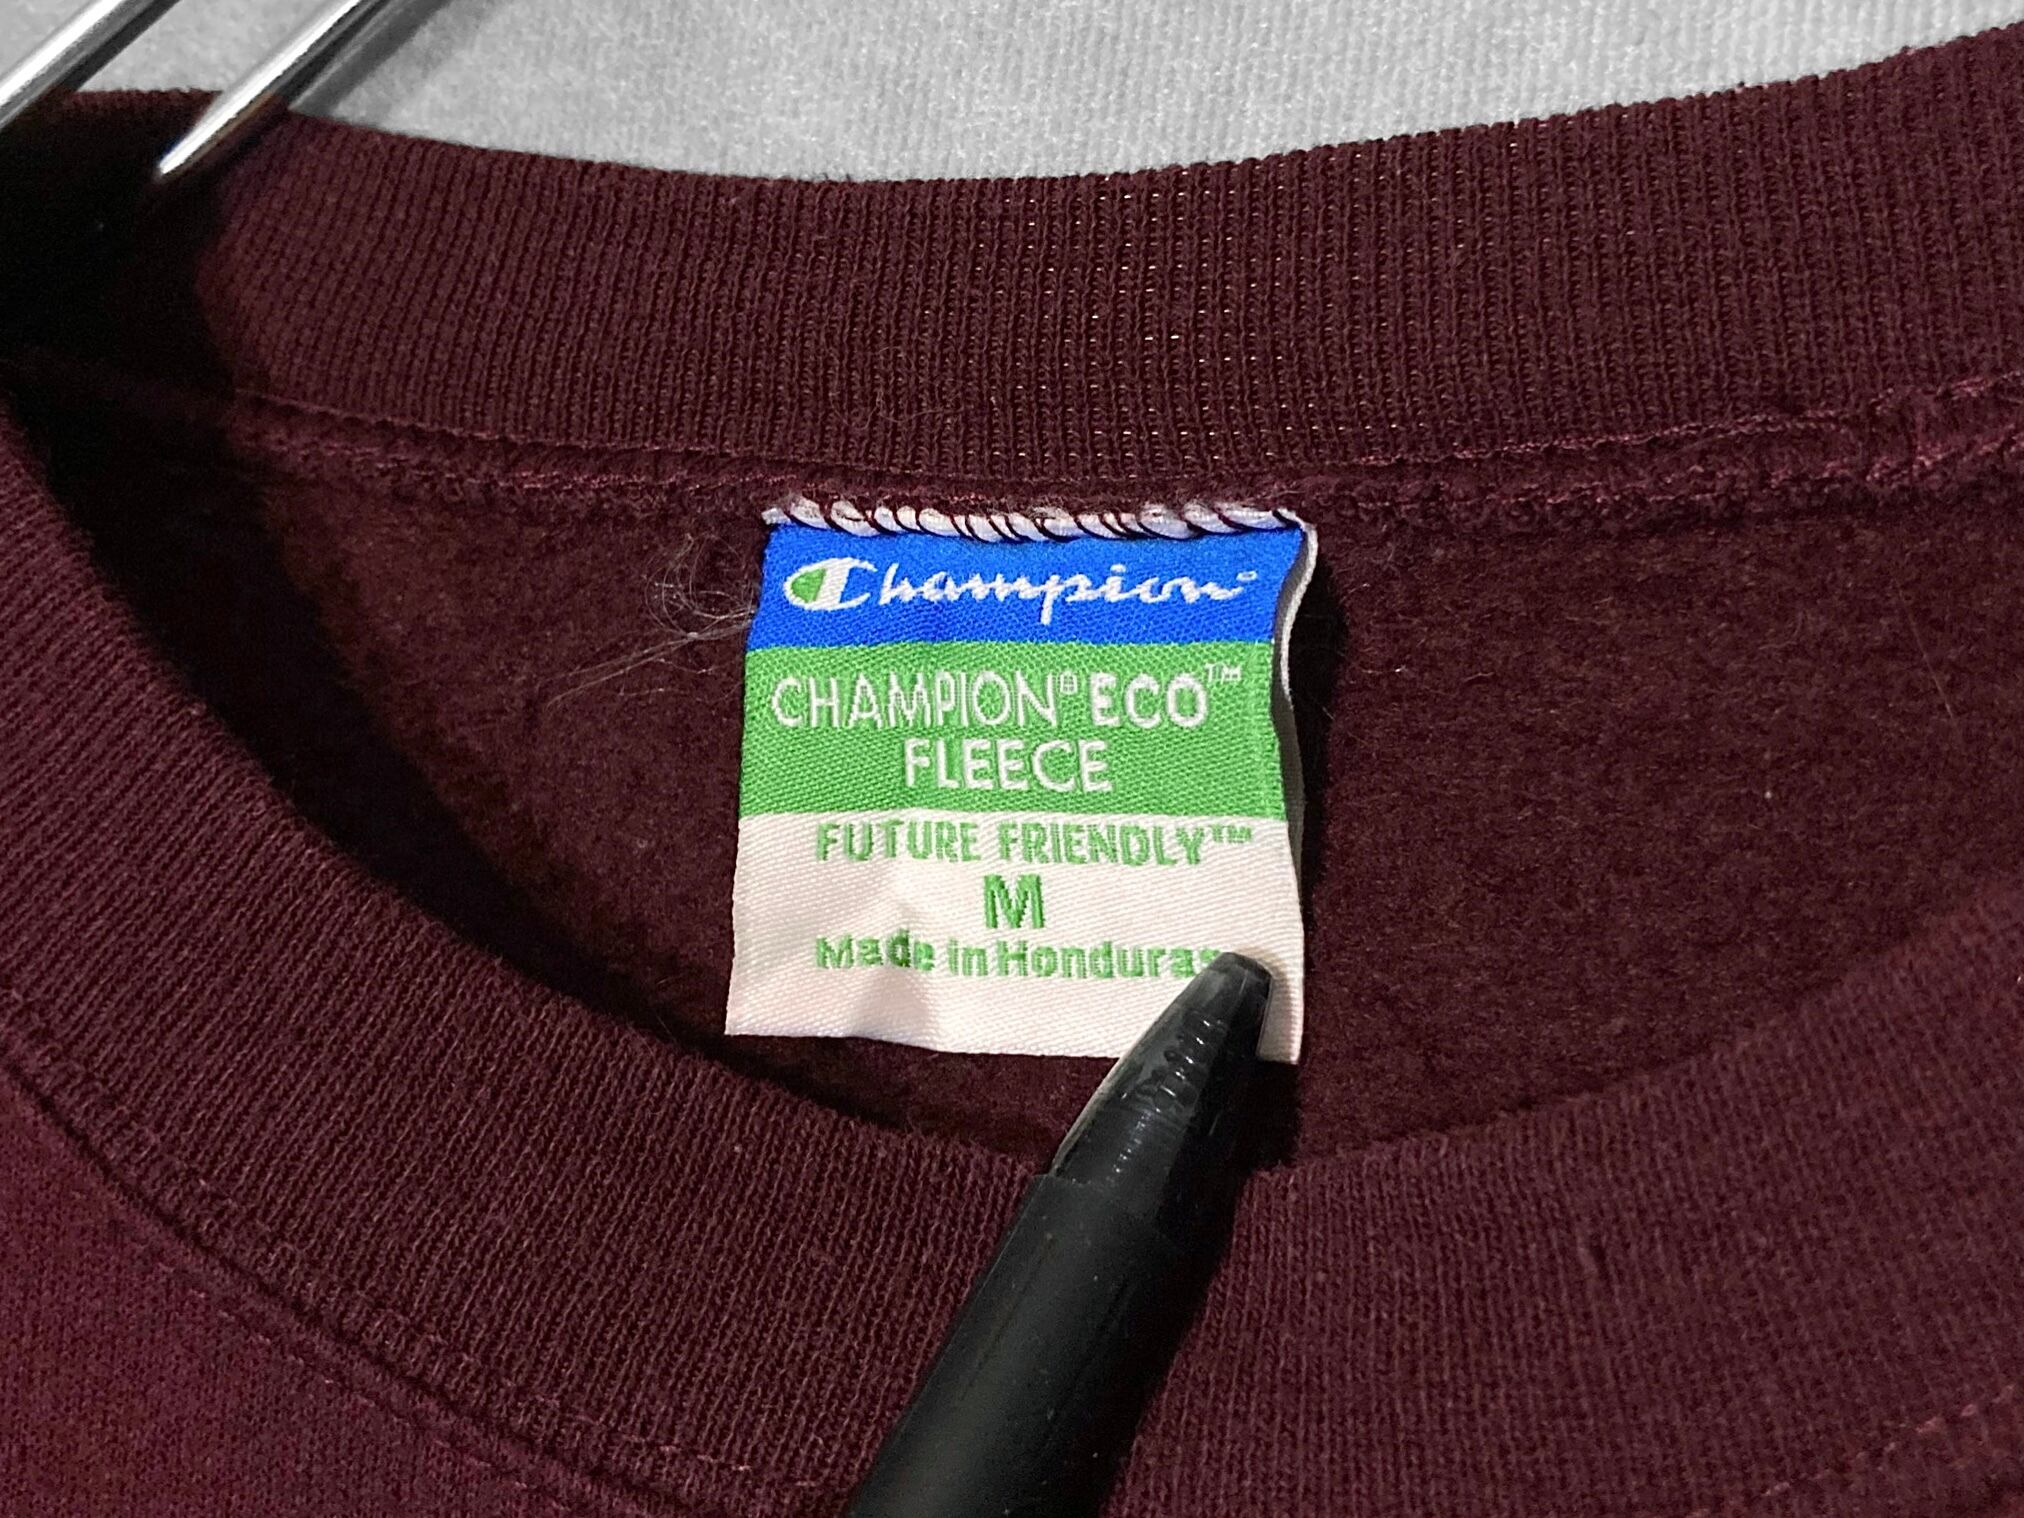 Champion®
CHAMPION® ECO™
FLEECE
FUTURE FRIENDLY™
M
Made in Honduras